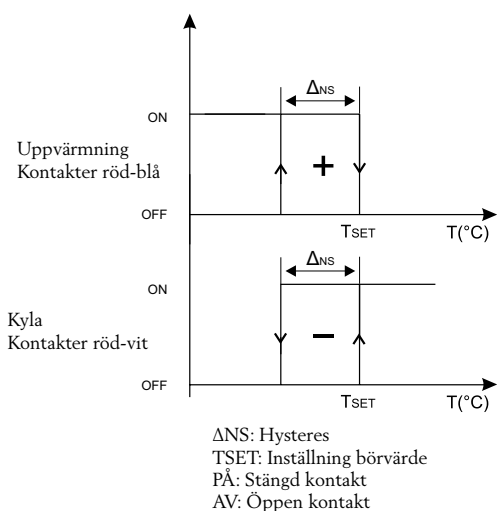 ΔNS
ON
Uppvärmning
Kontakter röd-blå
+
OFF
TSET
T(°C)
ΔNS
ON
Kyla
Kontakter röd-vit
−
OFF
TSET
T(°C)
ΔNS: Hysteres
TSET: Inställning börvärde
PÅ: Stängd kontakt
AV: Öppen kontakt